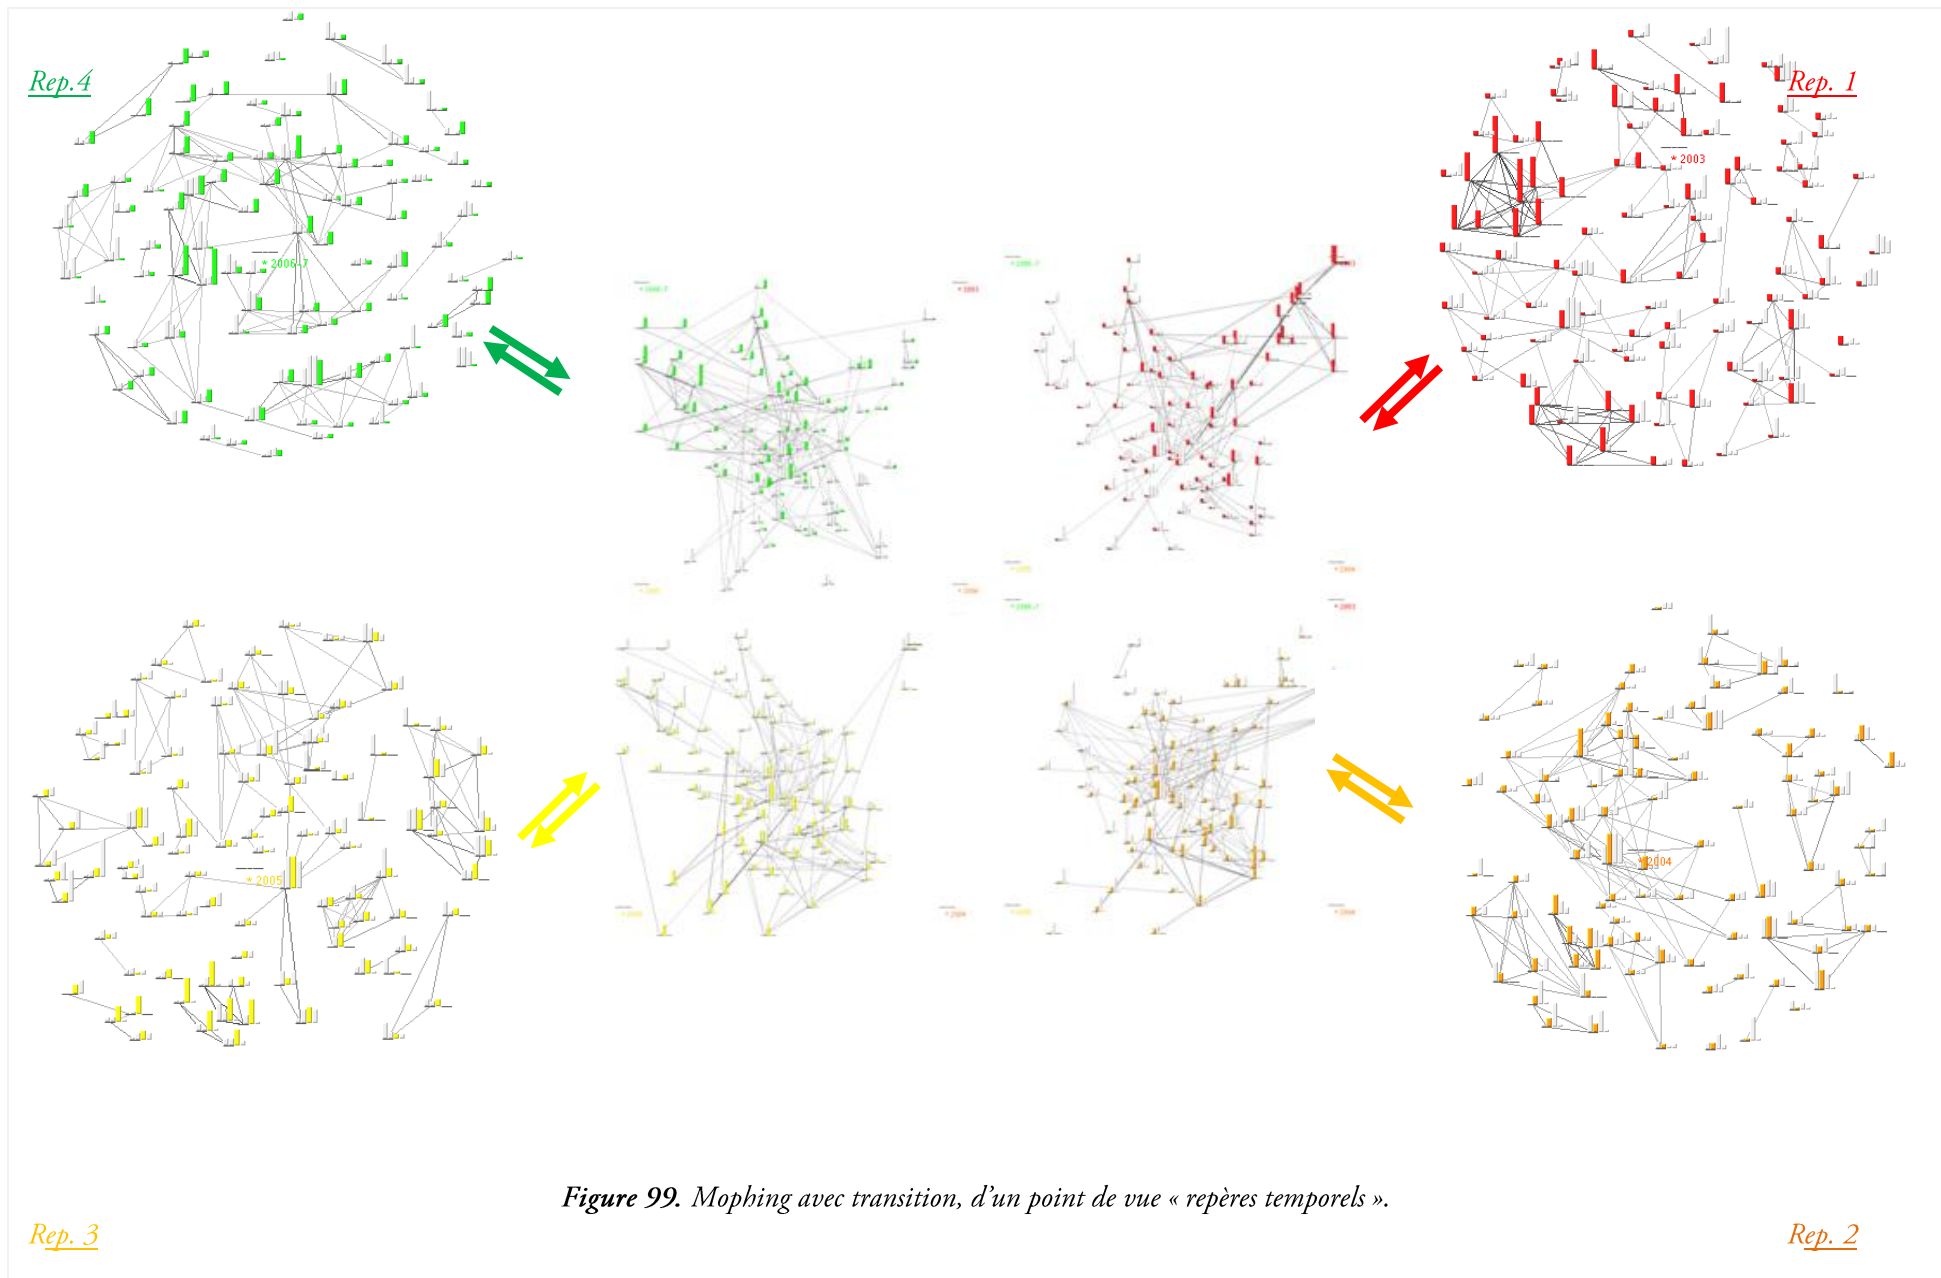 Rep.4
Rep. 1
* 2003
* 2006-7
* 2005
* 2004
Figure 99. Mophing avec transition, d'un point de vue « repères temporels ».
Rep. 3
Rep. 2